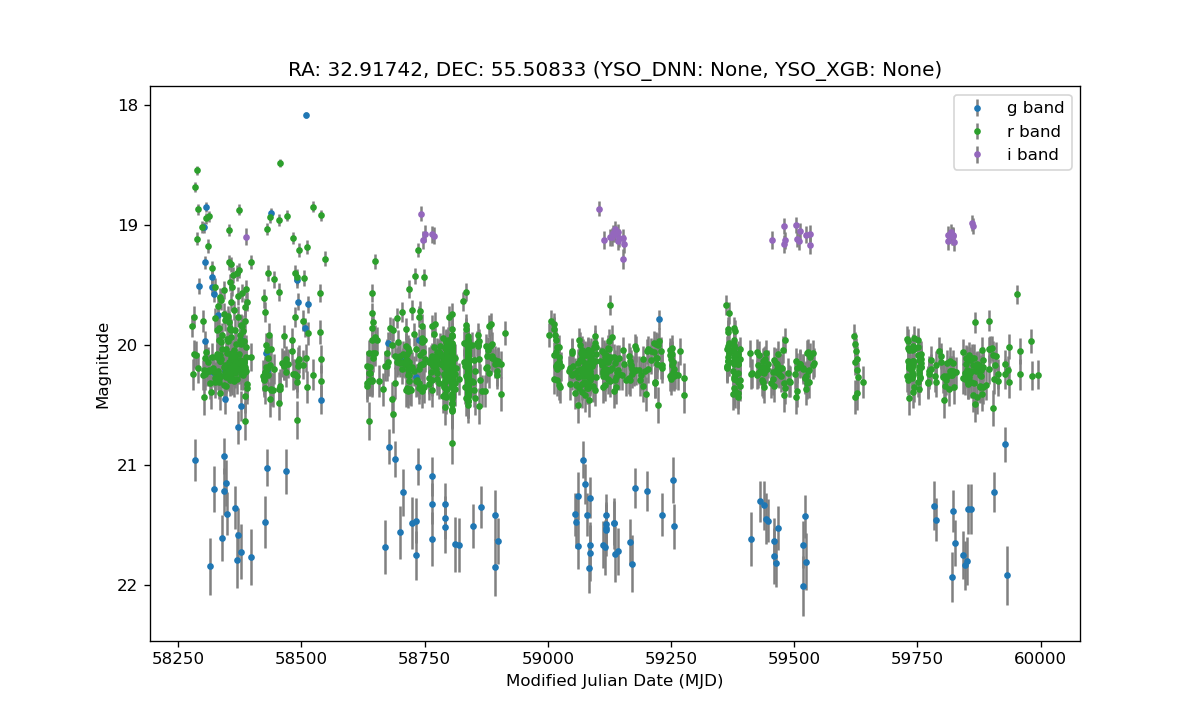 RA: 32.91742, DEC: 55.50833 (YSO_DNN: None, YSO_XGB: None)
g band
r band
i band
18
19
20
21
22
Magnitude
58250 58500 58750 59000 59250 59500 59750 60000
Modified Julian Date (MJD)